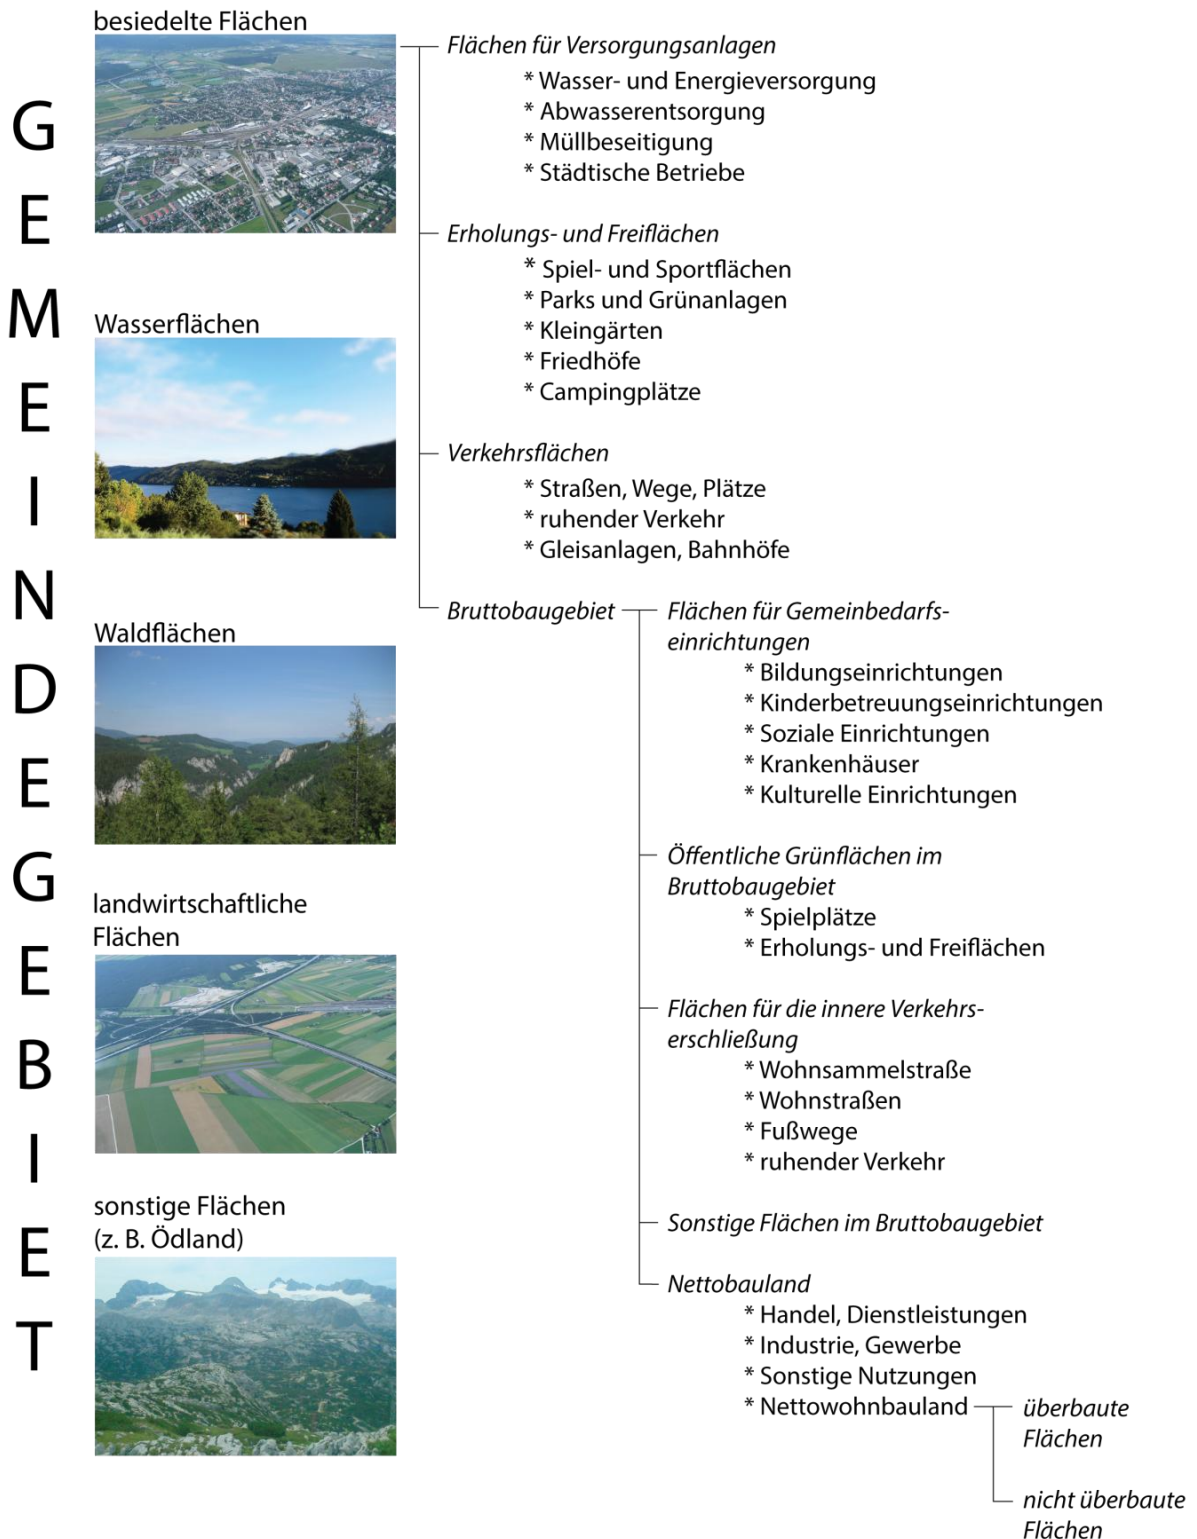 GEMEINDEGEBIET
besiedelte Flächen
Flächen für Versorgungsanlagen
* Wasser- und Energieversorgung
* Abwasserentsorgung
* Müllbeseitigung
* Städtische Betriebe
Erholungs- und Freiflächen
* Spiel- und Sportflächen
* Parks und Grünanlagen
* Kleingärten
* Friedhöfe
* Campingplätze
Verkehrsflächen
* Straßen, Wege, Plätze
* ruhender Verkehr
* Gleisanlagen, Bahnhöfe
Bruttobaugebiet
Flächen für Gemeinbedarfs-
einrichtungen
* Bildungseinrichtungen
* Kinderbetreuungseinrichtungen
* Soziale Einrichtungen
* Krankenhäuser
* Kulturelle Einrichtungen
Öffentliche Grünflächen im
Bruttobaugebiet
* Spielplätze
* Erholungs- und Freiflächen
Flächen für die innere Verkehrs-
erschließung
* Wohnsammelstraße
* Wohnstraßen
* Fußwege
* ruhender Verkehr
Sonstige Flächen im Bruttobaugebiet
Nettobauland
* Handel, Dienstleistungen
* Industrie, Gewerbe
* Sonstige Nutzungen
* Nettowohnbauland
überbaute
Flächen
nicht überbaute
Flächen
Wasserflächen
Waldflächen
landwirtschaftliche
Flächen
sonstige Flächen
(z. B. Ödland)